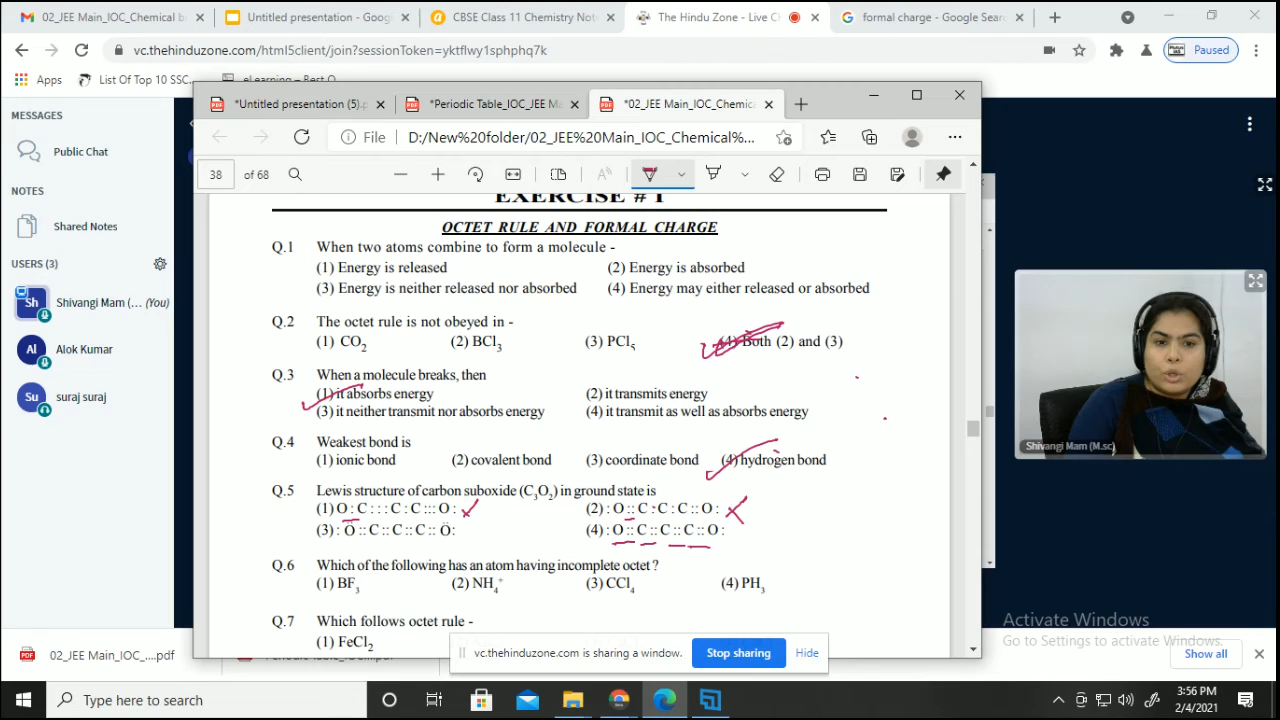 02_JEE Main_IOC_Chemical b
Untitled presentation - Goog
CBSE Class 11 Chemistry Not
The Hindu Zone - Live C
formal charge - Google Sear
vc.thehinduzone.com/html5client/join?sessionToken=yktflwy1sphphq7k
Paused
Apps
List Of Top 10 SSC...
eLearning – Best O
MESSAGES
Public Chat
NOTES
Shared Notes
USERS (3)
Sh
Shivangi Mam (... (You)
Al
Alok Kumar
Su
suraj suraj
*Untitled presentation (5).p
*Periodic Table_IOC_JEE M
*02_JEE Main_IOC_Chemica
File
D:/New%20folder/02_JEE%20Main_IOC_Chemical%...
38 of 68
EXERCISE # 1
OCTET RULE AND FORMAL CHARGE
Q.1 When two atoms combine to form a molecule -
(1) Energy is released (2) Energy is absorbed
(3) Energy is neither released nor absorbed (4) Energy may either released or absorbed
Q.2 The octet rule is not obeyed in -
(1) CO2 (2) BCl3 (3) PCl5 (4) Both (2) and (3)
Q.3 When a molecule breaks, then
(1) it absorbs energy (2) it transmits energy
(3) it neither transmit nor absorbs energy (4) it transmit as well as absorbs energy
Q.4 Weakest bond is
(1) ionic bond (2) covalent bond (3) coordinate bond (4) hydrogen bond
Q.5 Lewis structure of carbon suboxide (C3O2) in ground state is
(1) O : C : : : C : C ::: O : (2) : O :: C : C : C :: O :
(3) : Ö :: C :: C :: C :: Ö: (4) : O :: C :: C :: C :: O :
Q.6 Which of the following has an atom having incomplete octet ?
(1) BF3 (2) NH4+ (3) CCl4 (4) PH3
Q.7 Which follows octet rule -
(1) FeCl2
Shivangi Mam (M.sc)
vc.thehinduzone.com is sharing a window.
Stop sharing
Hide
Activate Windows
Go to Settings to activate Windows.
02_JEE Main_IOC_....pdf
Show all
Type here to search
3:56 PM
2/4/2021